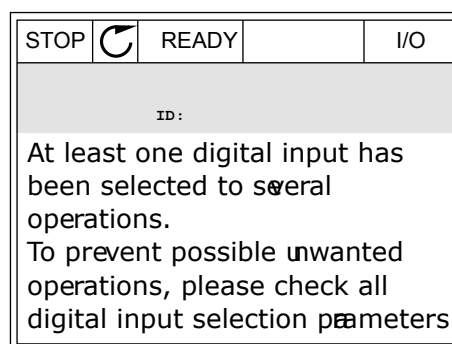 STOP READY I/O
ID:
At least one digital input has
been selected to several
operations.
To prevent possible unwanted
operations, please check all
digital input selection parameters